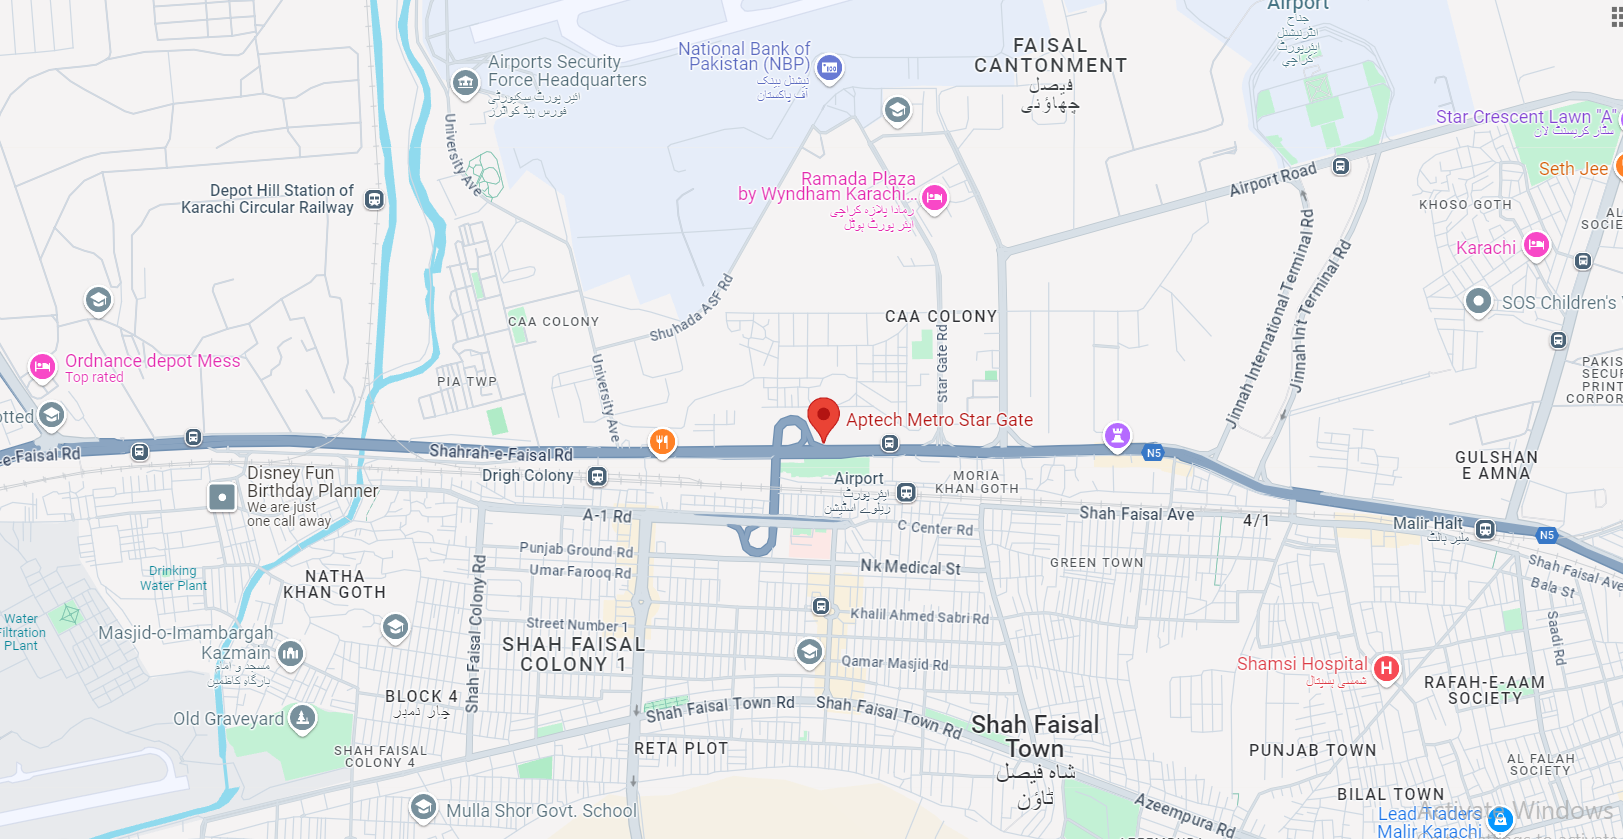 Airport
جناح
انٹرنیشنل
ایئرپورٹ
کراچی
Airports Security
Force Headquarters
ائیر پورٹ سیکیورٹی
فورس ہیڈ کوائرز
National Bank of
Pakistan (NBP)
نیشنل بینک
آف پاکستان
FAISAL
CANTONMENT
فیصل
چھاؤنی
Star Crescent Lawn "A"
سٹار کریسنٹ لان
Seth Jee
Airport Road
University Ave
Depot Hill Station of
Karachi Circular Railway
Ramada Plaza
by Wyndham Karachi...
رمادا پلازہ کراچی
ایئر پورٹ ہوٹل
KHOSO GOTH
AL
SOCIE
Karachi
Jinnah International Terminal Rd
Jinnah Int'l Terminal Rd
SOS Children's
Shuhada ASF Rd
CAA COLONY
CAA COLONY
Star Gate Rd
Ordnance depot Mess
Top rated
PIA TWP
University Ave
PAKIS
SECUR
PRINT
CORPOR
otted
Aptech Metro Star Gate
e-Faisal Rd
Shahrah-e-Faisal Rd
N5
GULSHAN
E AMNA
Disney Fun
Birthday Planner
We are just
one call away
Drigh Colony
Airport
ایئر پورٹ
ریلوے اسٹیشن
MORIA
KHAN GOTH
A-1 Rd
C Center Rd
Shah Faisal Ave
4/1
Malir Halt
ملیر ہالٹ
N5
Punjab Ground Rd
Umar Farooq Rd
Nk Medical St
GREEN TOWN
Shah Faisal Ave
Bala St
Drinking
Water Plant
NATHA
KHAN GOTH
Shah Faisal Colony Rd
Khalil Ahmed Sabri Rd
Street Number 1
Saadi Rd
Water
Filtration
PLant
Masjid-o-Imambargah
Kazmain
مسجد و امام
بارگاہ کاظمین
SHAH FAISAL
COLONY 1
Qamar Masjid Rd
Shamsi Hospital
شمسی ہسپتال
RAFAH-E-AAM
SOCIETY
BLOCK 4
چار نمبر
Old Graveyard
Shah Faisal Town Rd
Shah Faisal Town Rd
Shah Faisal
Town
شاہ فیصل
ٹاؤن
SHAH FAISAL
COLONY 4
RETA PLOT
PUNJAB TOWN
AL FALAH
SOCIETY
BILAL TOWN
Mulla Shor Govt. School
Azeempura Rd
Lead Traders
Malir Karachi
Activate Windows